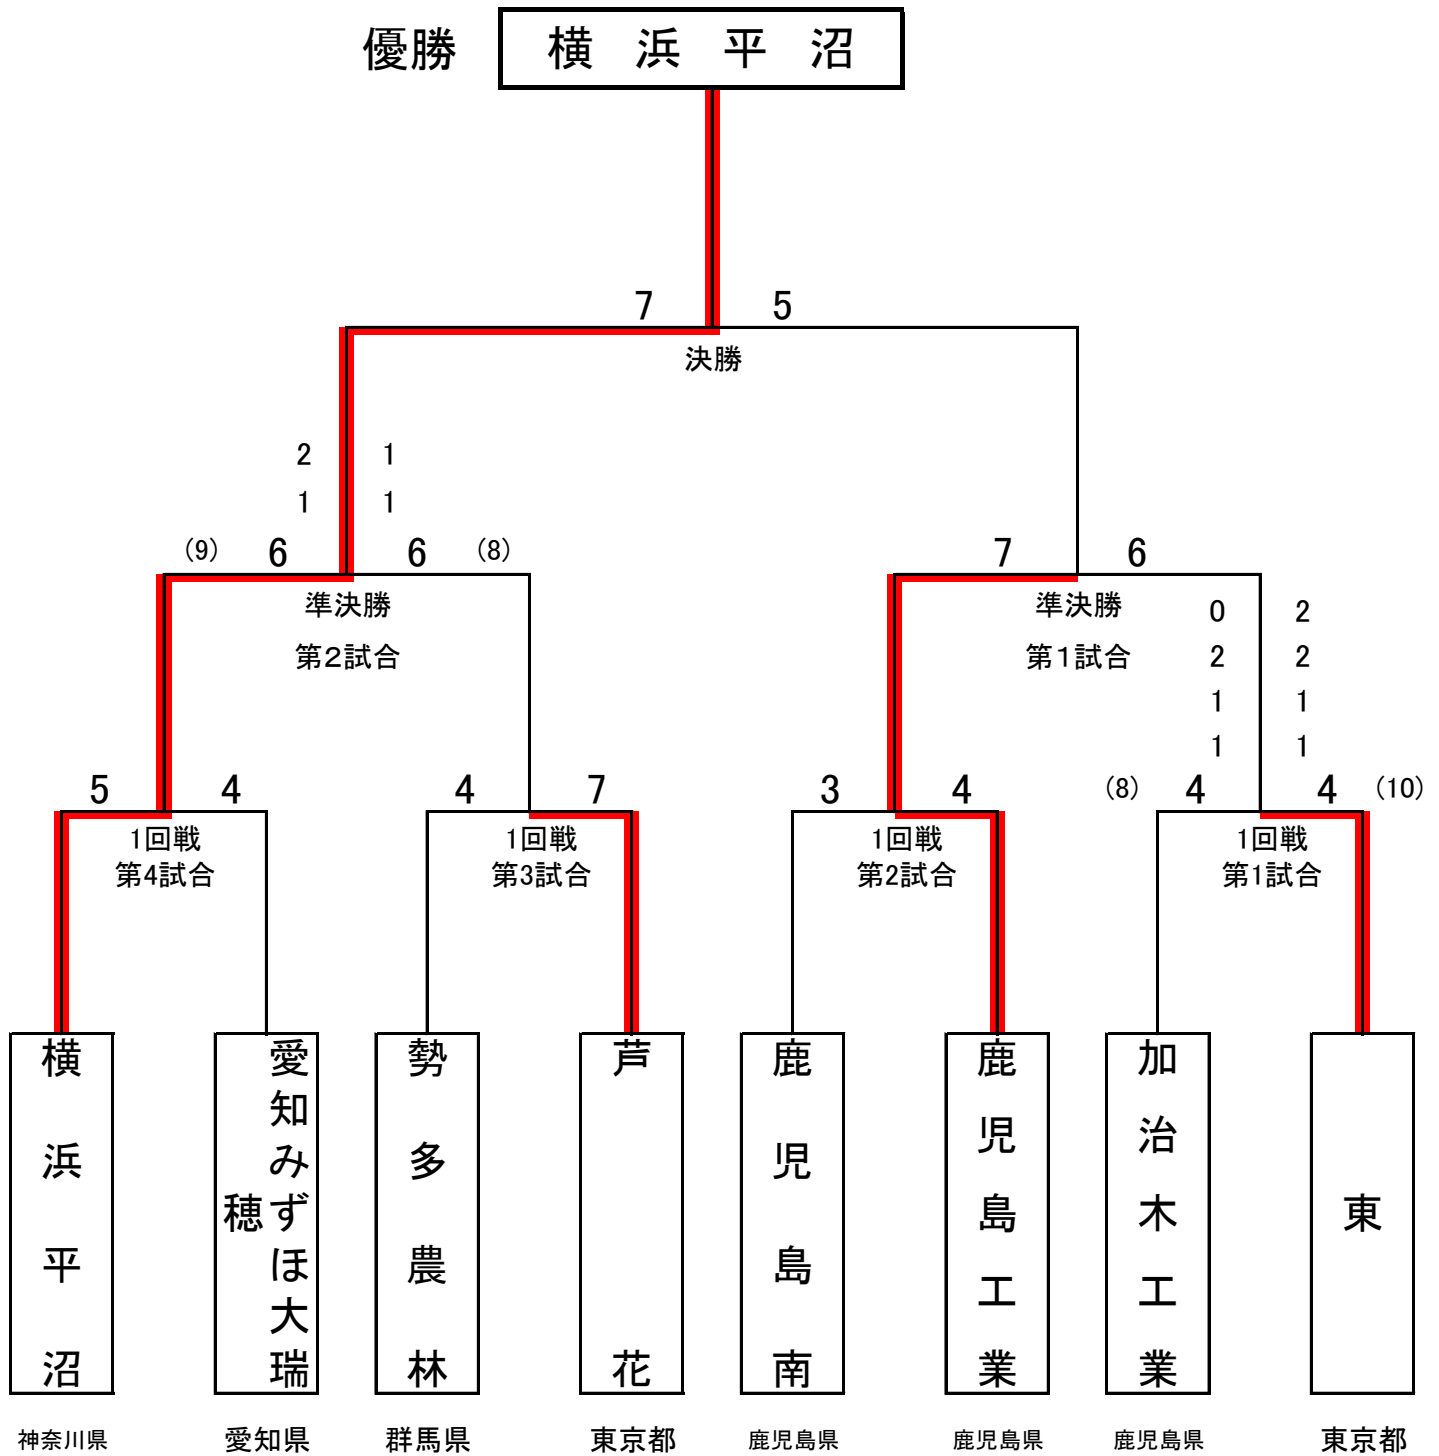 優勝 横浜平沼
7 5
決勝
2 1
1 1
(9) 6 6 (8)
7 6
準決勝
第2試合
準決勝
第1試合
0 2
2 2
1 1
1 1
5 4
4 7
3 4
(8) 4 4 (10)
1回戦
第4試合
1回戦
第3試合
1回戦
第2試合
1回戦
第1試合
横浜平沼
愛知みずほ大瑞
穂
勢多農林
芦花
鹿児島南
鹿児島工業
加治木工業
東
神奈川県
愛知県
群馬県
東京都
鹿児島県
鹿児島県
鹿児島県
東京都